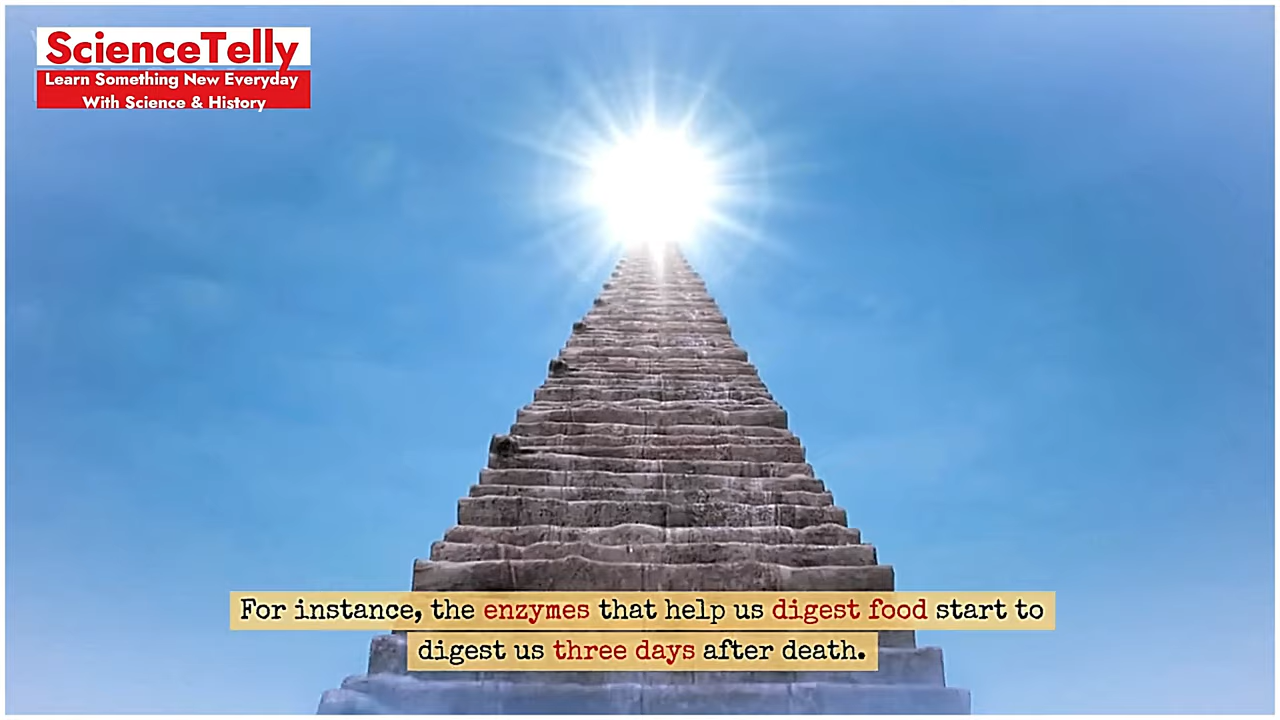 ScienceTelly
Learn Something New Everyday
With Science & History
For instance, the enzymes that help us digest food start to
digest us three days after death.